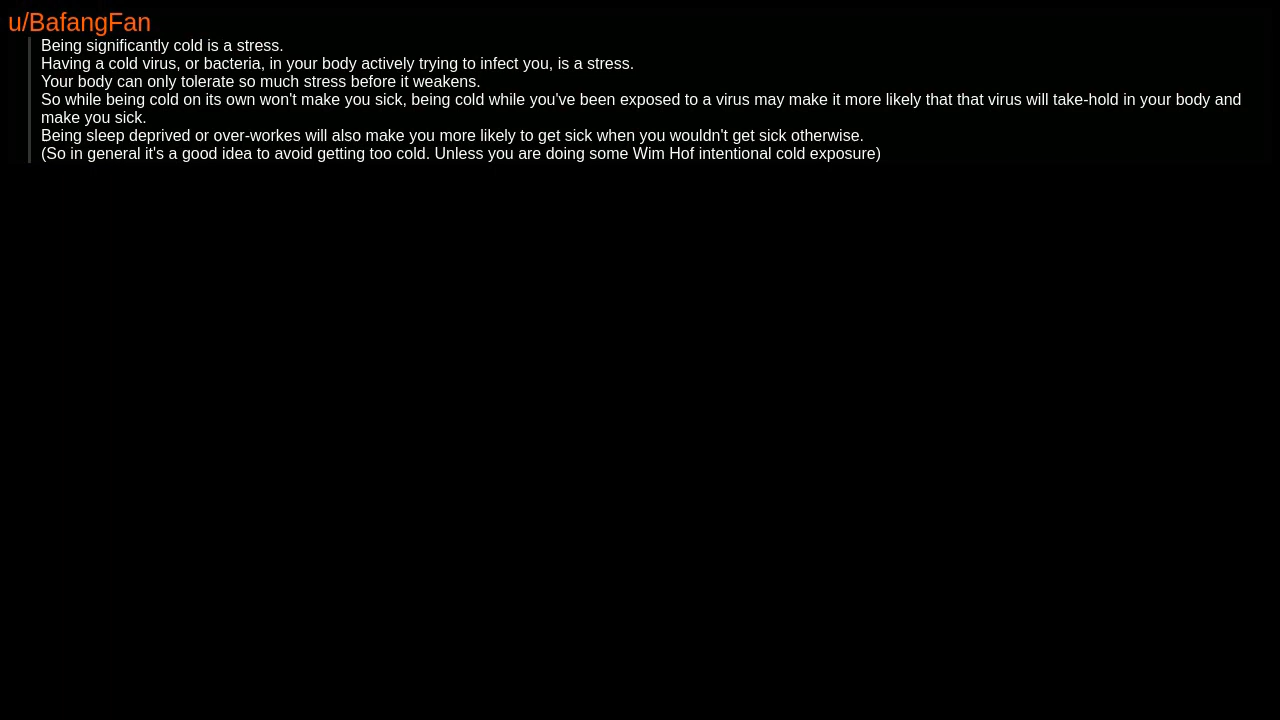 u/BafangFan
Being significantly cold is a stress.
Having a cold virus, or bacteria, in your body actively trying to infect you, is a stress.
Your body can only tolerate so much stress before it weakens.
So while being cold on its own won't make you sick, being cold while you've been exposed to a virus may make it more likely that that virus will take-hold in your body and
make you sick.
Being sleep deprived or over-workes will also make you more likely to get sick when you wouldn't get sick otherwise.
(So in general it's a good idea to avoid getting too cold. Unless you are doing some Wim Hof intentional cold exposure)